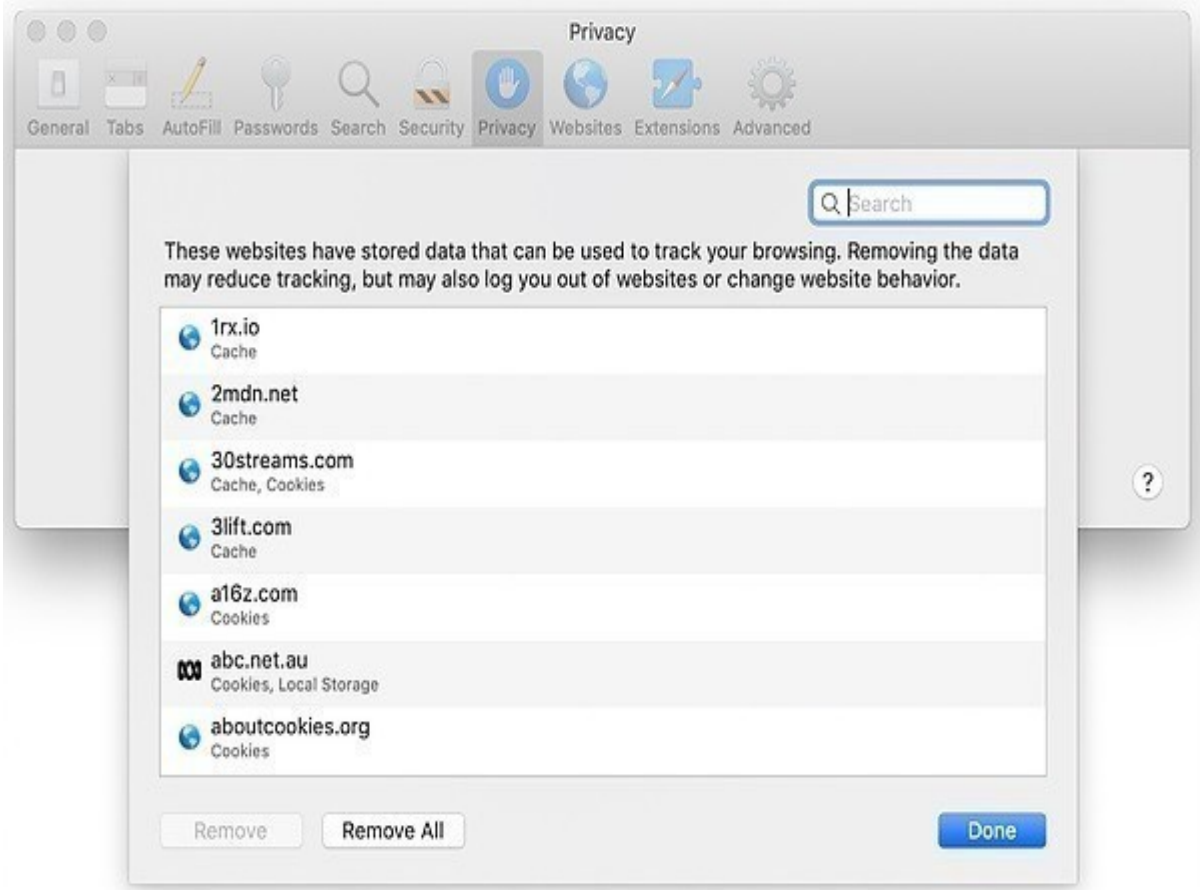 Privacy
General Tabs AutoFill Passwords Search Security Privacy Websites Extensions Advanced
Search
These websites have stored data that can be used to track your browsing. Removing the data
may reduce tracking, but may also log you out of websites or change website behavior.
1rx.io
Cache
2mdn.net
Cache
30streams.com
Cache, Cookies
?
3lift.com
Cache
a16z.com
Cookies
abc.net.au
Cookies, Local Storage
aboutcookies.org
Cookies
Remove Remove All Done